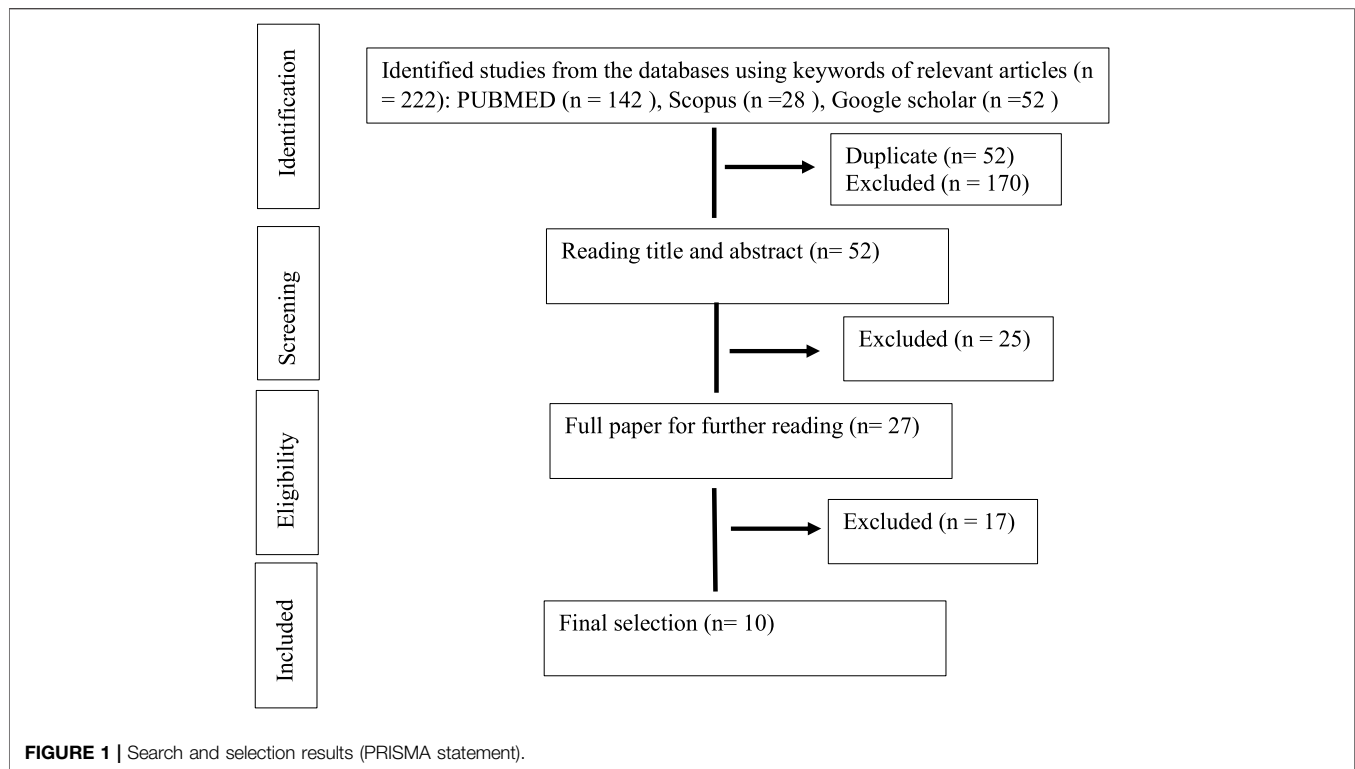 Identification
Identified studies from the databases using keywords of relevant articles (n
= 222): PUBMED (n = 142 ), Scopus (n =28 ), Google scholar (n =52 )
Duplicate (n= 52)
Excluded (n = 170)
Screening
Reading title and abstract (n= 52)
Excluded (n = 25)
Eligibility
Full paper for further reading (n= 27)
Excluded (n = 17)
Included
Final selection (n= 10)
FIGURE 1 | Search and selection results (PRISMA statement).